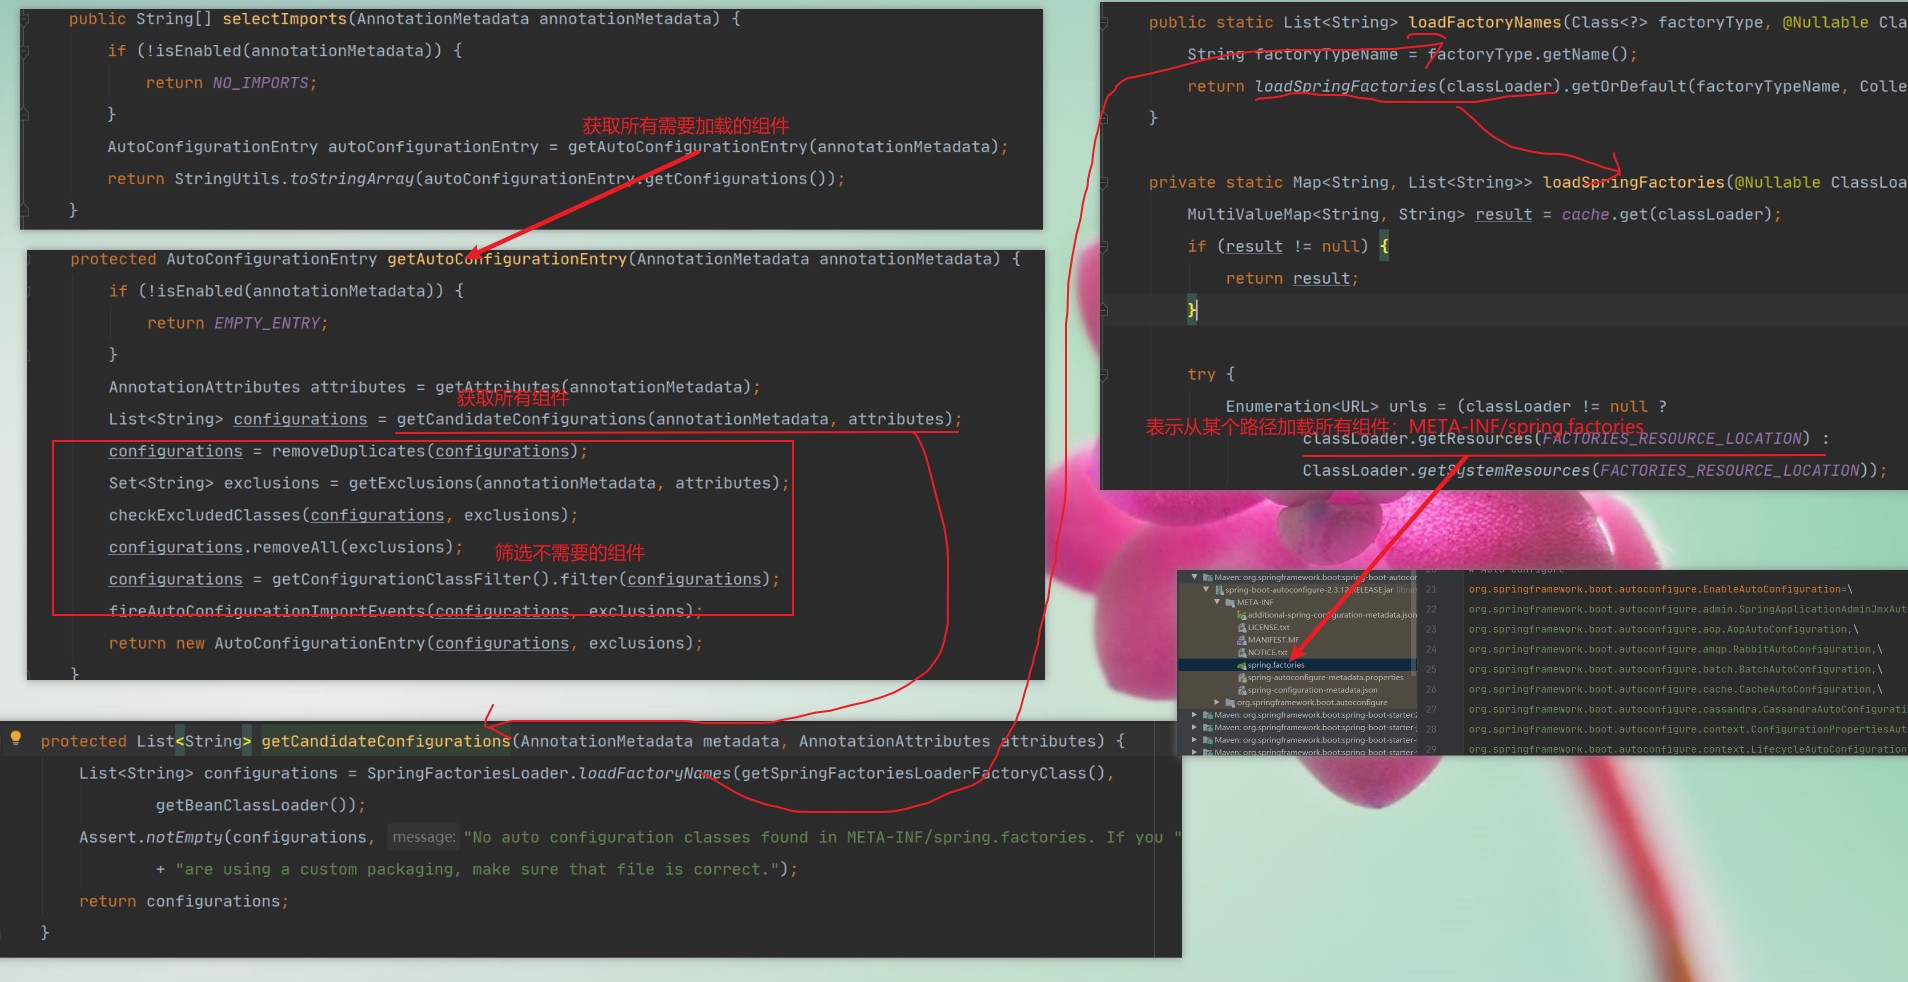 public String[] selectImports(AnnotationMetadata annotationMetadata) {
if (!isEnabled(annotationMetadata)) {
return NO_IMPORTS;
}
获取所有需要加载的组件
AutoConfigurationEntry autoConfigurationEntry = getAutoConfigurationEntry(annotationMetadata);
return StringUtils.toStringArray(autoConfigurationEntry.getConfigurations());
}
protected AutoConfigurationEntry getAutoConfigurationEntry(AnnotationMetadata annotationMetadata) {
if (!isEnabled(annotationMetadata)) {
return EMPTY_ENTRY;
}
AnnotationAttributes attributes = getAttributes(annotationMetadata);
获取所有组件
List<String> configurations = getCandidateConfigurations(annotationMetadata, attributes);
configurations = removeDuplicates(configurations);
Set<String> exclusions = getExclusions(annotationMetadata, attributes);
checkExcludedClasses(configurations, exclusions);
configurations.removeAll(exclusions);
筛选不需要的组件
configurations = getConfigurationClassFilter().filter(configurations);
fireAutoConfigurationImportEvents(configurations, exclusions);
return new AutoConfigurationEntry(configurations, exclusions);
}
protected List<String> getCandidateConfigurations(AnnotationMetadata metadata, AnnotationAttributes attributes) {
List<String> configurations = SpringFactoriesLoader.loadFactoryNames(getSpringFactoriesLoaderFactoryClass(),
getBeanClassLoader());
Assert.notEmpty(configurations, message: "No auto configuration classes found in META-INF/spring.factories. If you "
+ "are using a custom packaging, make sure that file is correct.");
return configurations;
}
public static List<String> loadFactoryNames(Class<?> factoryType, @Nullable Cla
String factoryTypeName = factoryType.getName();
return loadSpringFactories(classLoader).getOrDefault(factoryTypeName, Colle
}
private static Map<String, List<String>> loadSpringFactories(@Nullable ClassLoa
MultiValueMap<String, String> result = cache.get(classLoader);
if (result != null) {
return result;
}
try {
Enumeration<URL> urls = (classLoader != null ?
表示从某个路径加载所有组件：META-INF/spring.factories
classLoader.getResources(FACTORIES_RESOURCE_LOCATION) :
ClassLoader.getSystemResources(FACTORIES_RESOURCE_LOCATION));
Maven: org.springframework.boot:spring-boot-autocor
spring-boot-autoconfigure-2.3.12.RELEASE.jar
META-INF
additional-spring-configuration-metadata.json
LICENSE.txt
MANIFEST.MF
NOTICE.txt
spring.factories
spring-autoconfigure-metadata.properties
spring-configuration-metadata.json
org.springframework.boot.autoconfigure
Maven: org.springframework.boot:spring-boot-starter:2
Maven: org.springframework.boot:spring-boot-starter-
Maven: org.springframework.boot:spring-boot-starter-
Maven: org.springframework.boot:spring-boot-starter-
20 # Auto Configure
21 org.springframework.boot.autoconfigure.EnableAutoConfiguration=\
22 org.springframework.boot.autoconfigure.admin.SpringApplicationAdminJmxAut
23 org.springframework.boot.autoconfigure.aop.AopAutoConfiguration,\
24 org.springframework.boot.autoconfigure.amqp.RabbitAutoConfiguration,\
25 org.springframework.boot.autoconfigure.batch.BatchAutoConfiguration,\
26 org.springframework.boot.autoconfigure.cache.CacheAutoConfiguration,\
27 org.springframework.boot.autoconfigure.cassandra.CassandraAutoConfigurati
28 org.springframework.boot.autoconfigure.context.ConfigurationPropertiesAut
29 org.springframework.boot.autoconfigure.context.LifecycleAutoConfiguration